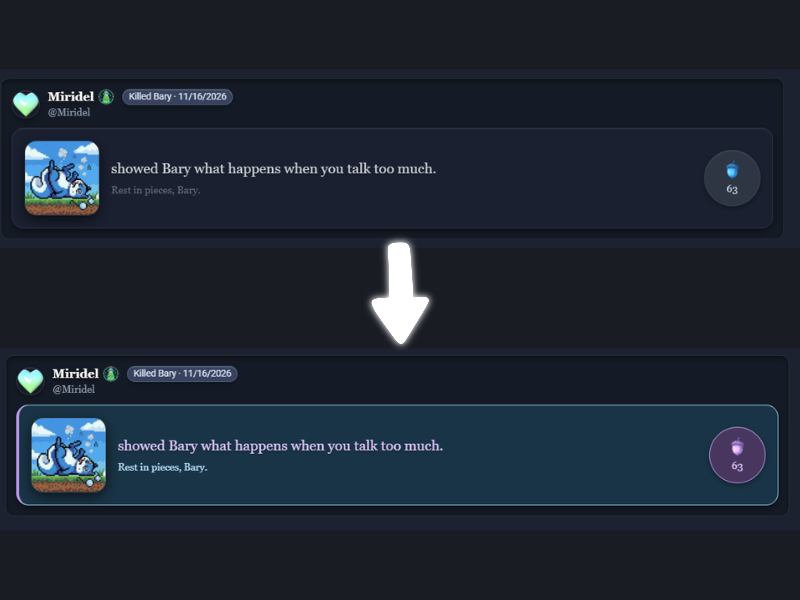 Miridel
Killed Bary · 11/16/2026
@Miridel
showed Bary what happens when you talk too much.
Rest in pieces, Bary.
63
Miridel
Killed Bary · 11/16/2026
@Miridel
showed Bary what happens when you talk too much.
Rest in pieces, Bary.
63